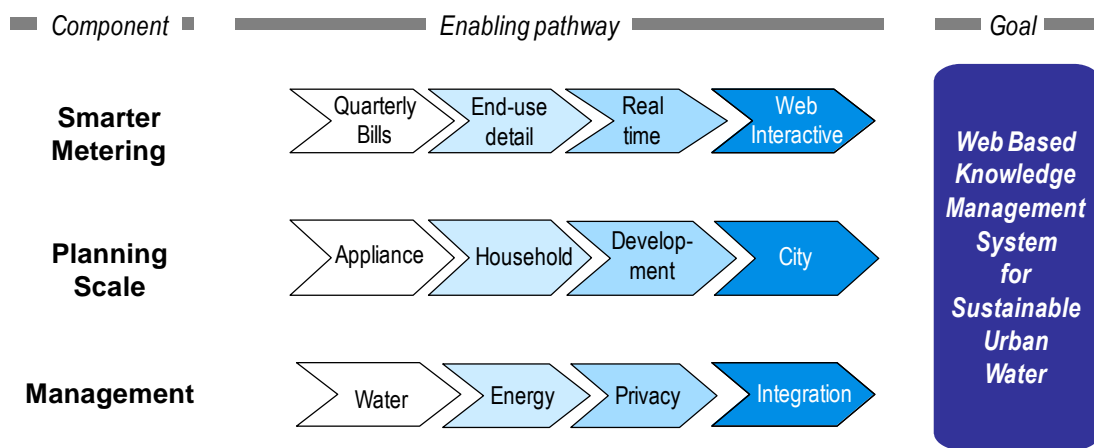 Component
Enabling pathway
Goal
Smarter
Metering
Quarterly
Bills
End-use
detail
Real
time
Web
Interactive
Planning
Scale
Appliance
Household
Develop-
ment
City
Management
Water
Energy
Privacy
Integration
Web Based
Knowledge
Management
System
for
Sustainable
Urban
Water